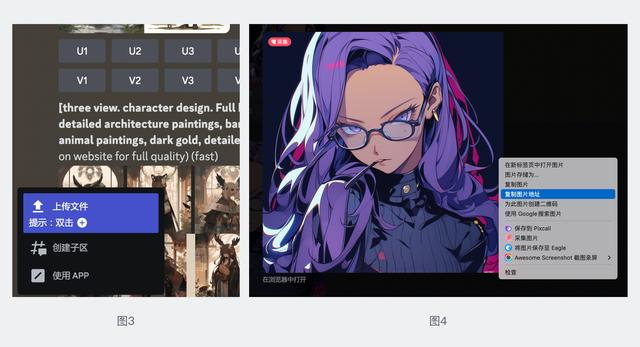 U1 U2 U3
V1 V2 V3
[three view. character design. Full
detailed architecture paintings,
animal paintings, dark gold,
on website for full quality) (fast)
上传文件
提示：双击
创建子区
使用 APP
图3
采集
在新标签页中打开图片
图片存储为...
复制图片
复制图片地址
为此图片创建二维码
使用 Google 搜索图片
保存到 Pixcall
采集图片
将图片保存至 Eagle
Awesome Screenshot 截图录屏
检查
在浏览器中打开
图4